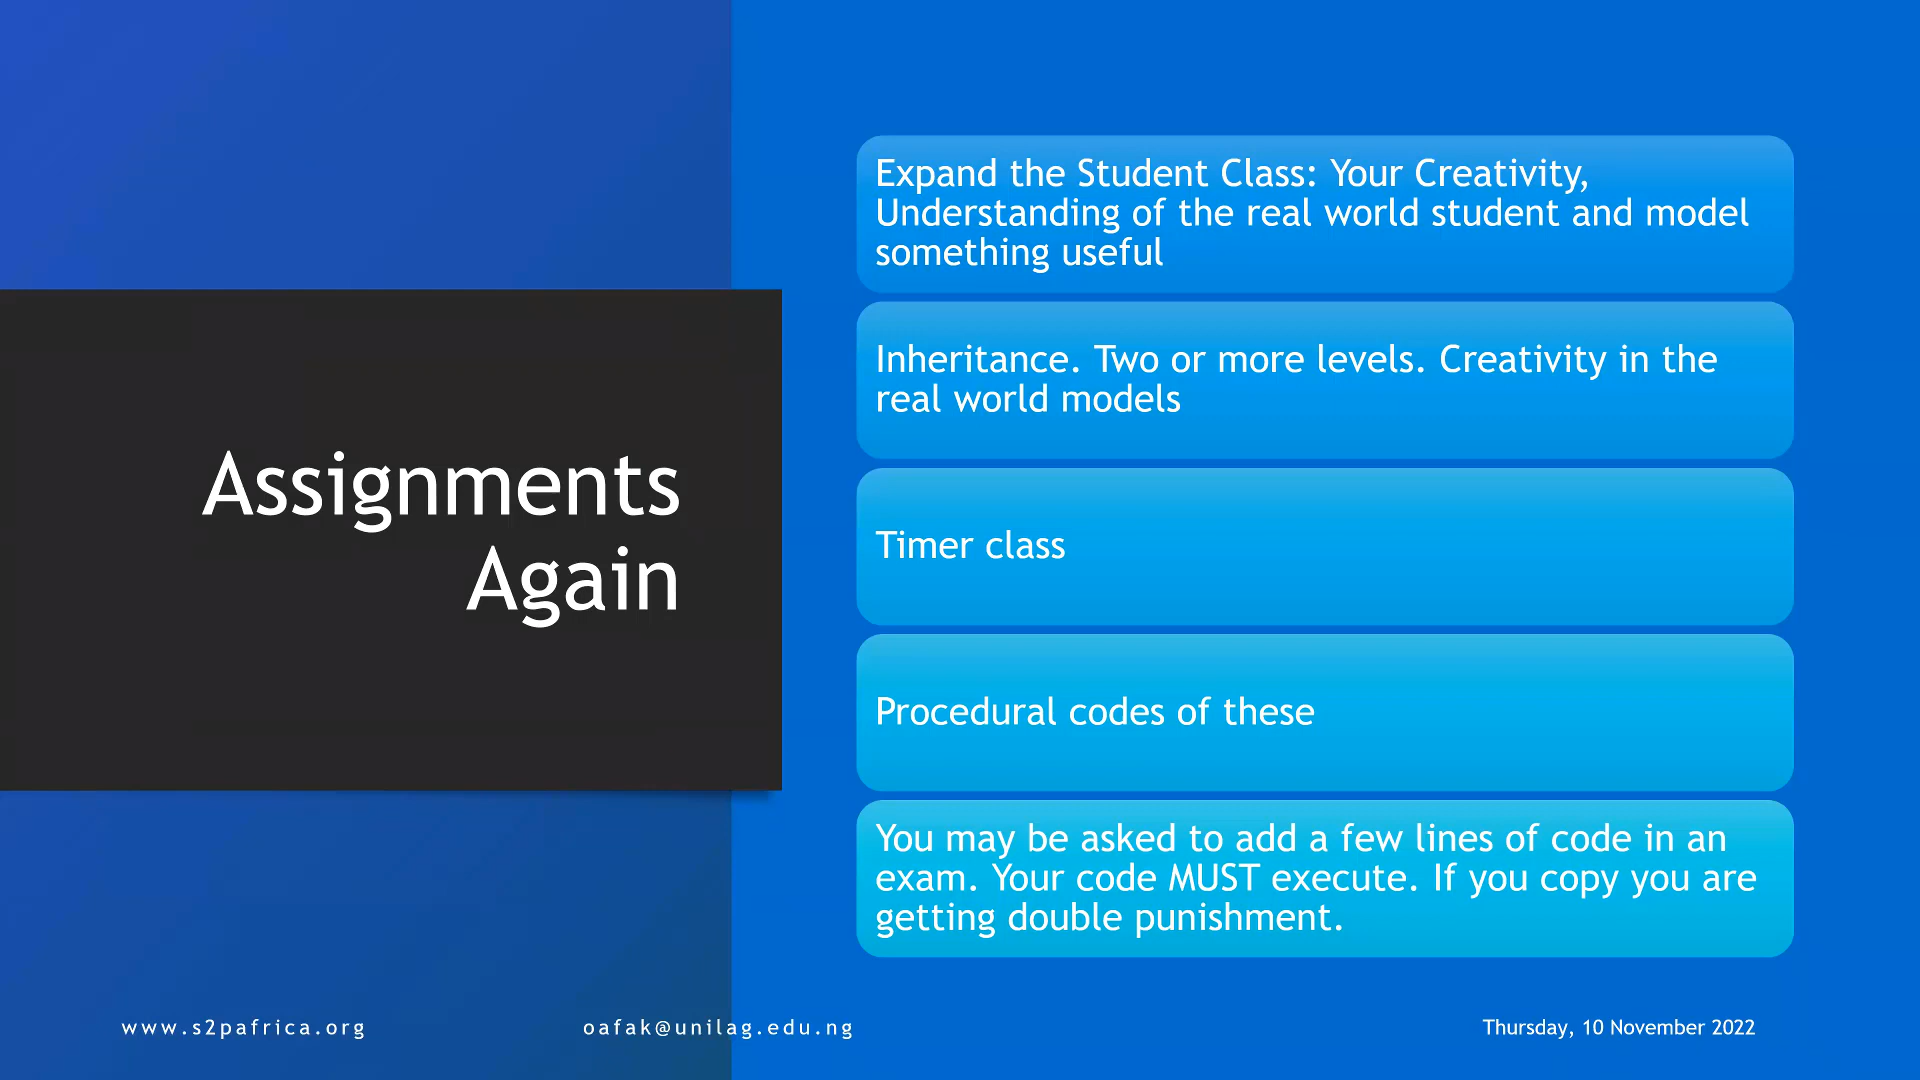 Assignments
Again
Expand the Student Class: Your Creativity,
Understanding of the real world student and model
something useful
Inheritance. Two or more levels. Creativity in the
real world models
Timer class
Procedural codes of these
You may be asked to add a few lines of code in an
exam. Your code MUST execute. If you copy you are
getting double punishment.
www.s2pafrica.org
oafak@unilag.edu.ng
Thursday, 10 November 2022